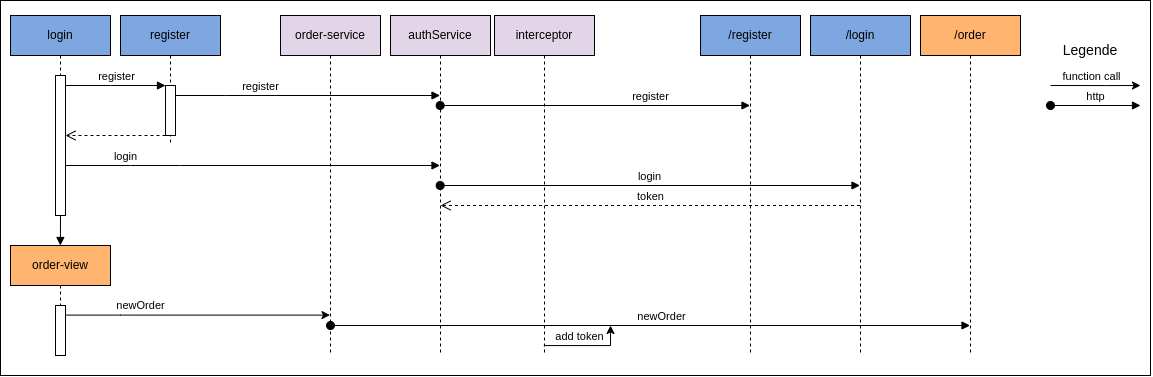 login
register
order-service
authService
interceptor
/register
/login
/order
Legende
function call
http
register
register
register
login
login
token
order-view
newOrder
newOrder
add token